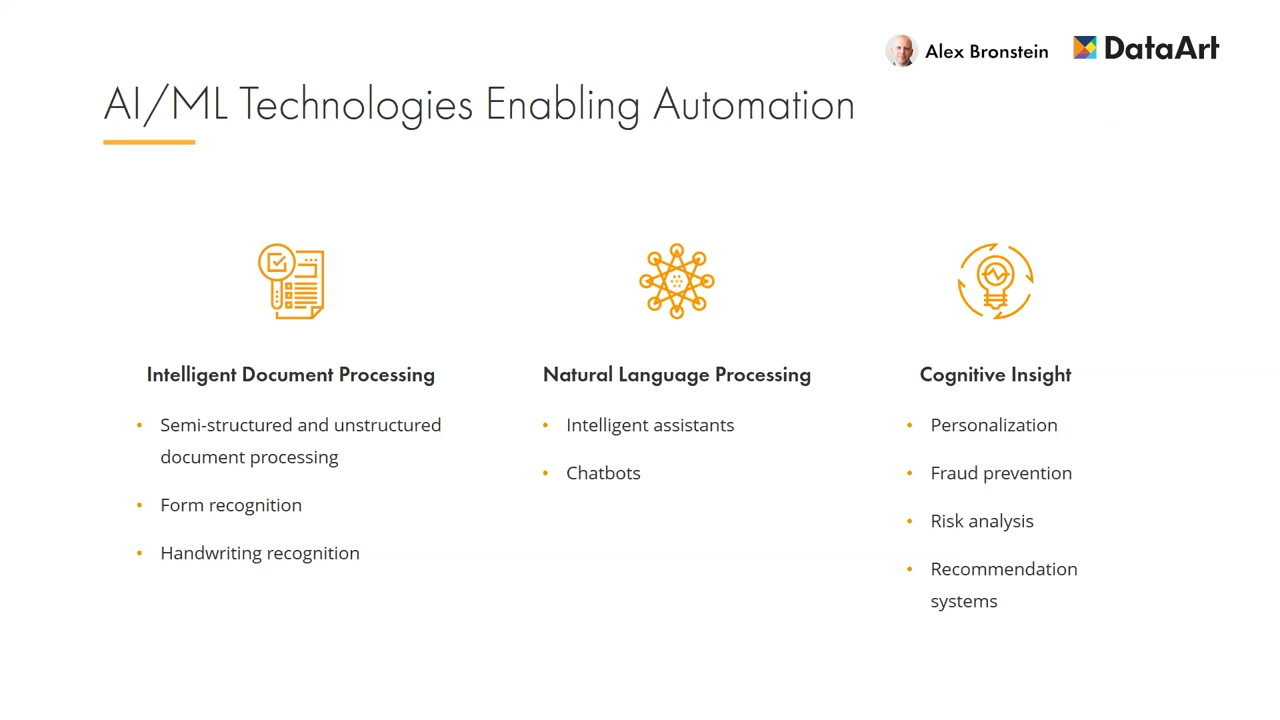 Alex Bronstein
DataArt
AI/ML Technologies Enabling Automation
Intelligent Document Processing
• Semi-structured and unstructured
document processing
• Form recognition
• Handwriting recognition
Natural Language Processing
• Intelligent assistants
• Chatbots
Cognitive Insight
• Personalization
• Fraud prevention
• Risk analysis
• Recommendation
systems